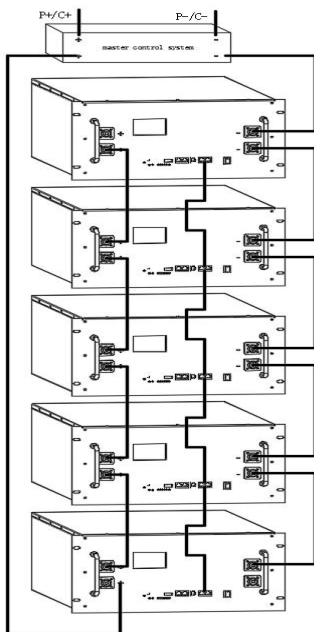 P+/C+ P-/C-
master control system